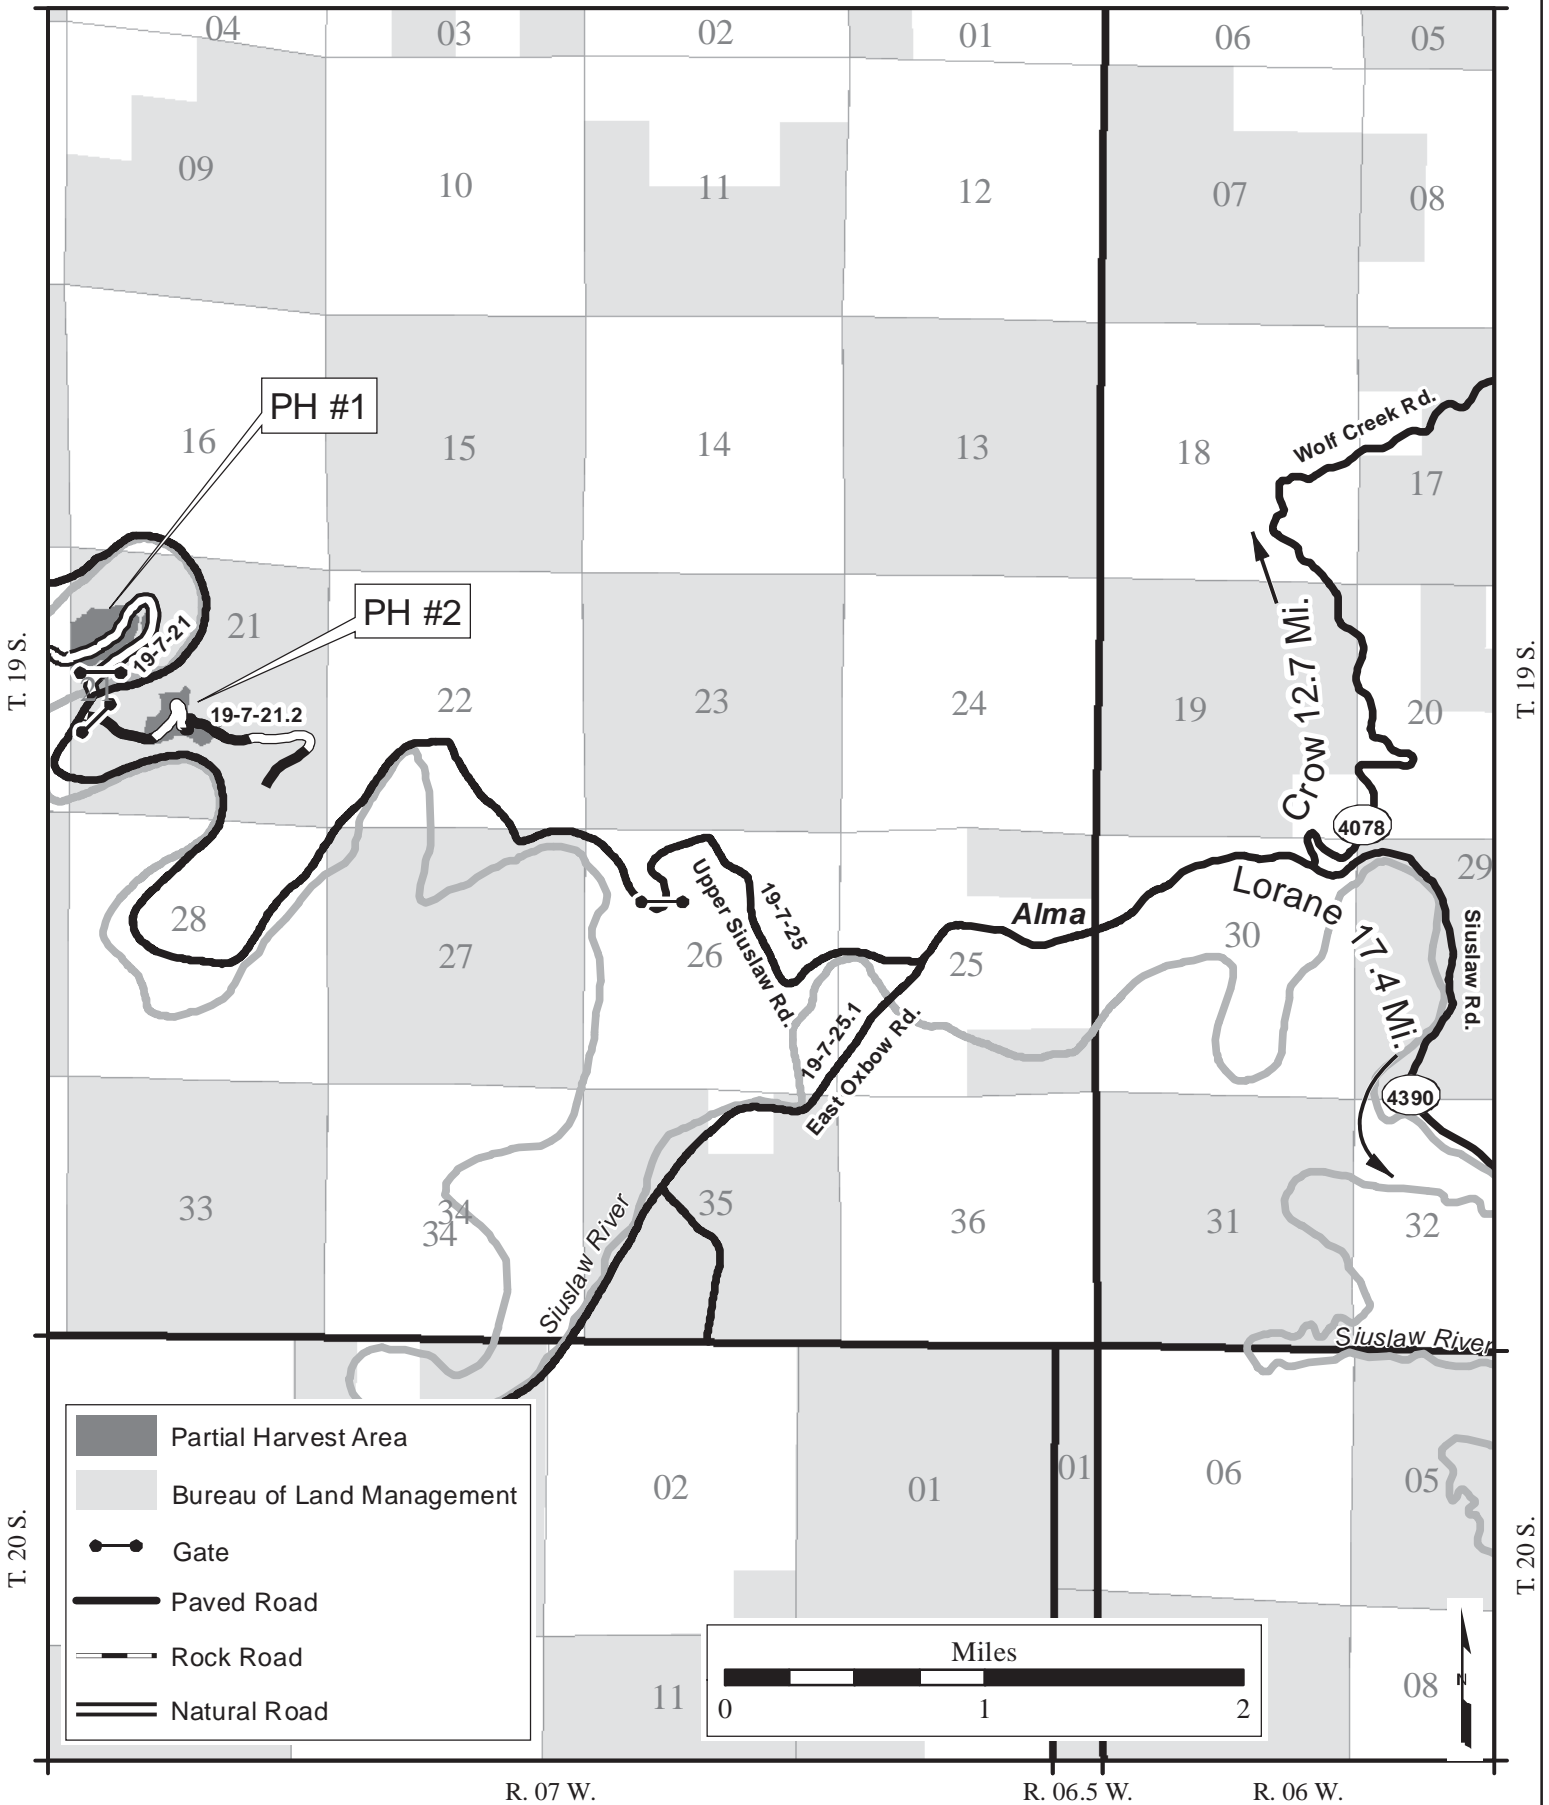 04
03
02
01
06
05
09
10
11
12
07
08
PH #1
16
15
14
13
18
Wolf Creek Rd.
17
19-7-21
21
PH #2
19-7-21.2
22
23
24
19
Crow 12.7 Mi.
20
T. 19 S.
T. 19 S.
21
4078
28
27
26
Upper Siuslaw Rd.
19-7-25
25
Alma
Lorane 17.4 Mi.
30
29
Siuslaw Rd.
19-7-25.1
East Oxbow Rd.
4390
33
34
34
Siuslaw River
35
36
31
32
Siuslaw River
Partial Harvest Area
Bureau of Land Management
Gate
Paved Road
Rock Road
Natural Road
02
01
01
06
05
T. 20 S.
T. 20 S.
11
Miles
0
1
2
08
N
R. 07 W.
R. 06.5 W.
R. 06 W.